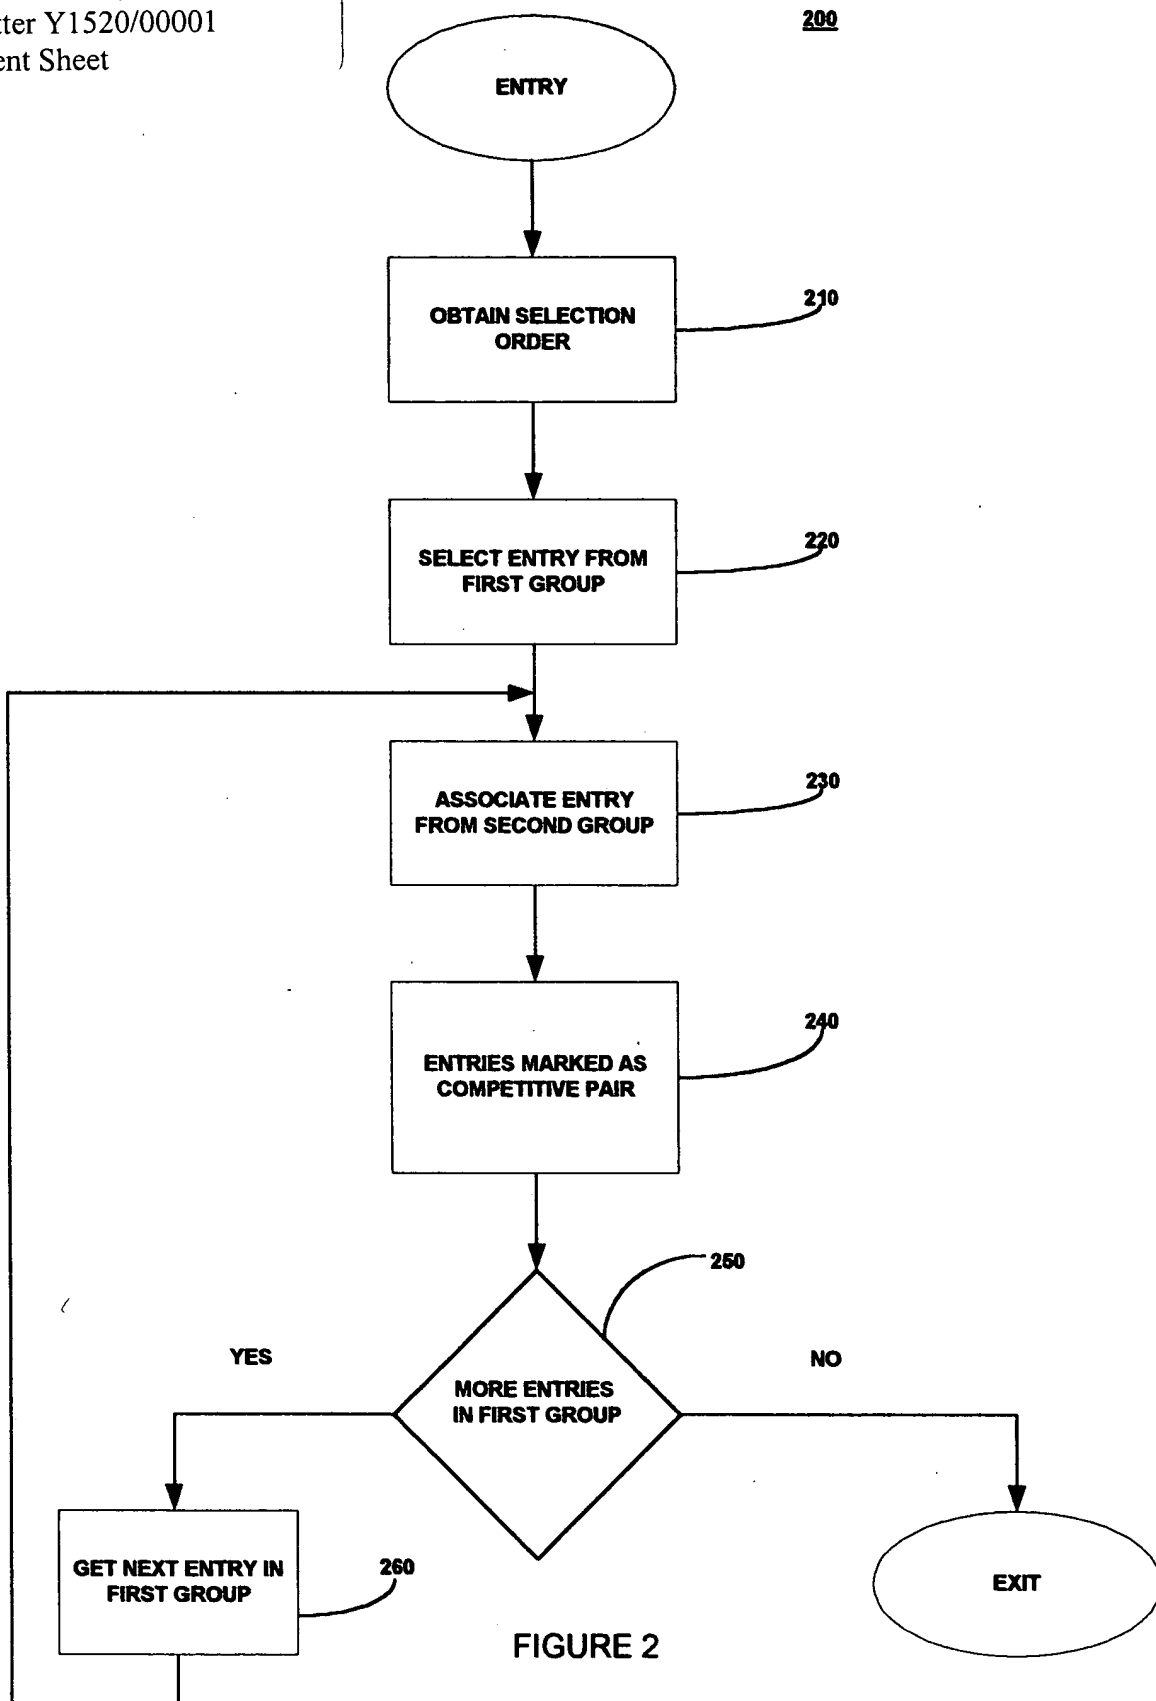 tter Y1520/00001
ent Sheet
200
ENTRY
OBTAIN SELECTION
ORDER
210
SELECT ENTRY FROM
FIRST GROUP
220
ASSOCIATE ENTRY
FROM SECOND GROUP
230
ENTRIES MARKED AS
COMPETITIVE PAIR
240
250
YES
MORE ENTRIES
IN FIRST GROUP
NO
GET NEXT ENTRY IN
FIRST GROUP
260
EXIT
FIGURE 2